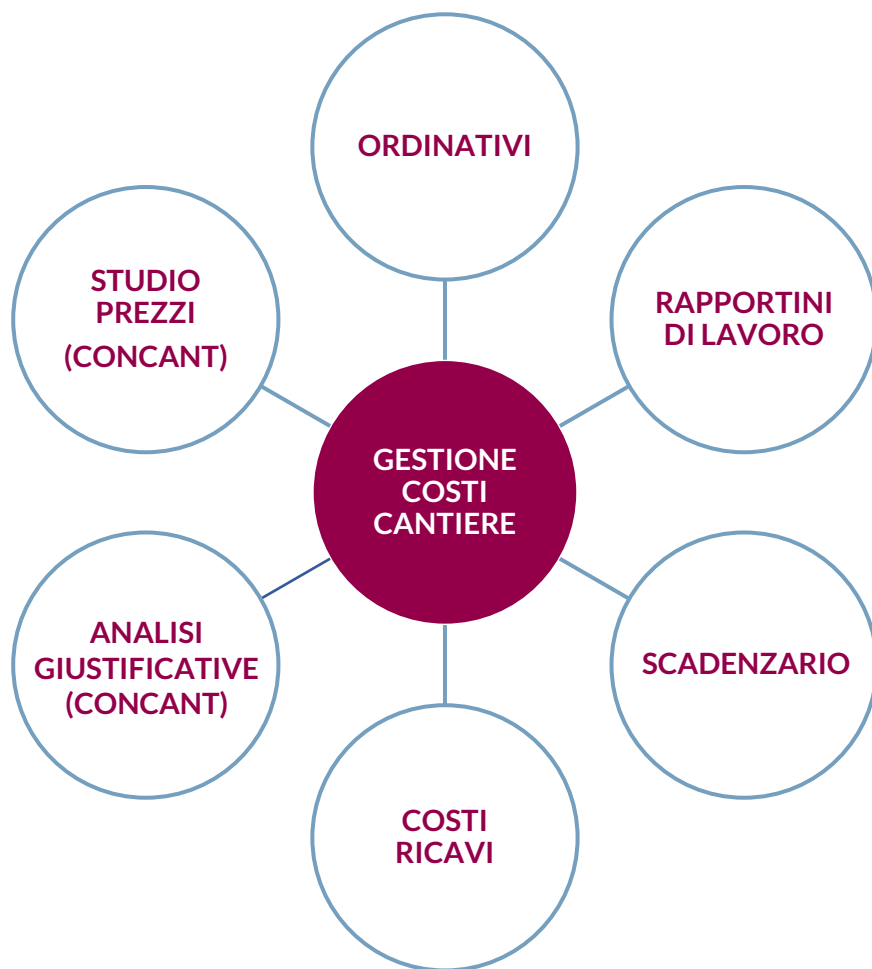 ORDINATIVI
STUDIO
PREZZI
(CONCANT)
RAPPORTINI
DI LAVORO
GESTIONE
COSTI
CANTIERE
ANALISI
GIUSTIFICATIVE
(CONCANT)
SCADENZARIO
COSTI
RICAVI